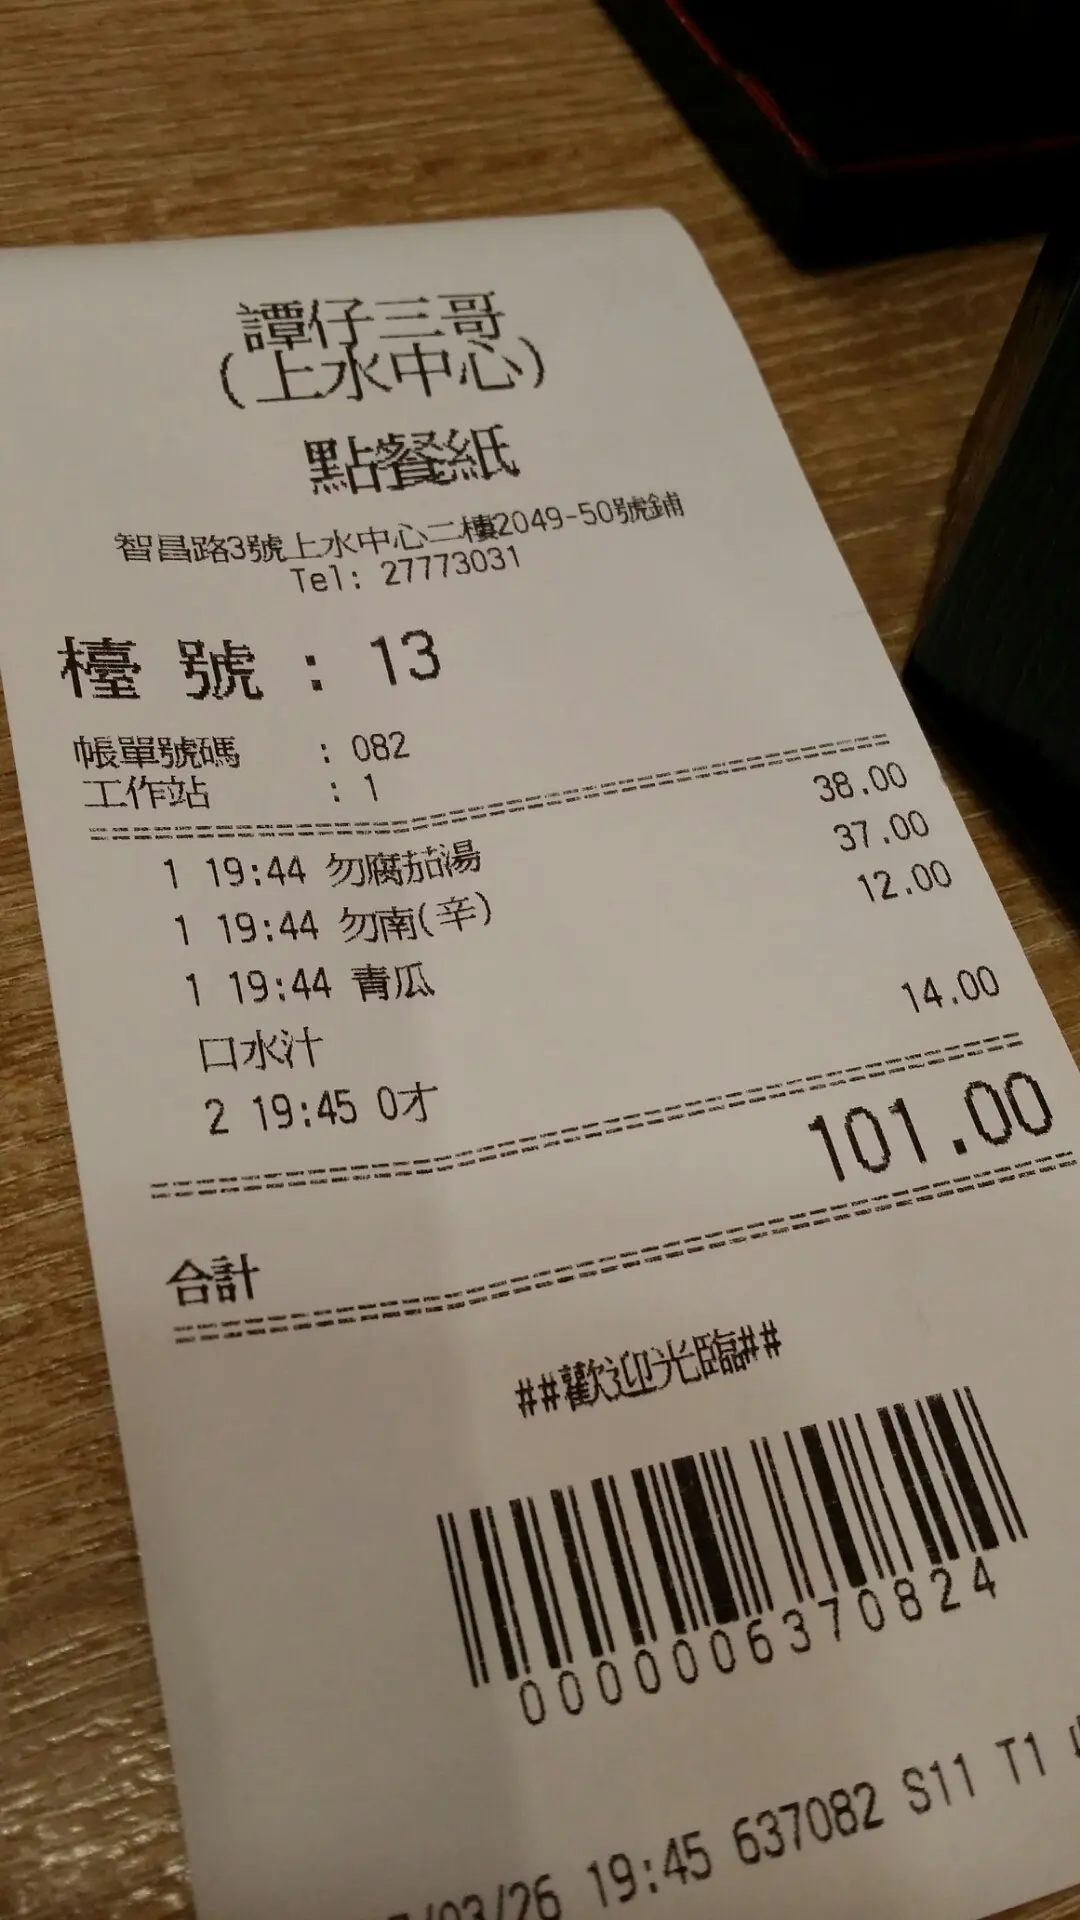 譚仔三哥
(上水中心)
點餐紙
智昌路3號上水中心二樓2049-50號鋪
Tel: 27773031
檯 號 : 13
帳單號碼 : 082
工作站 : 1
1 19:44 勿腐茄湯 38.00
1 19:44 勿南(辛) 37.00
1 19:44 青瓜 12.00
口水汁
2 19:45 0才 14.00
合計 101.00
##歡迎光臨##
000006370824
/03/26 19:45 637082 S11 T1